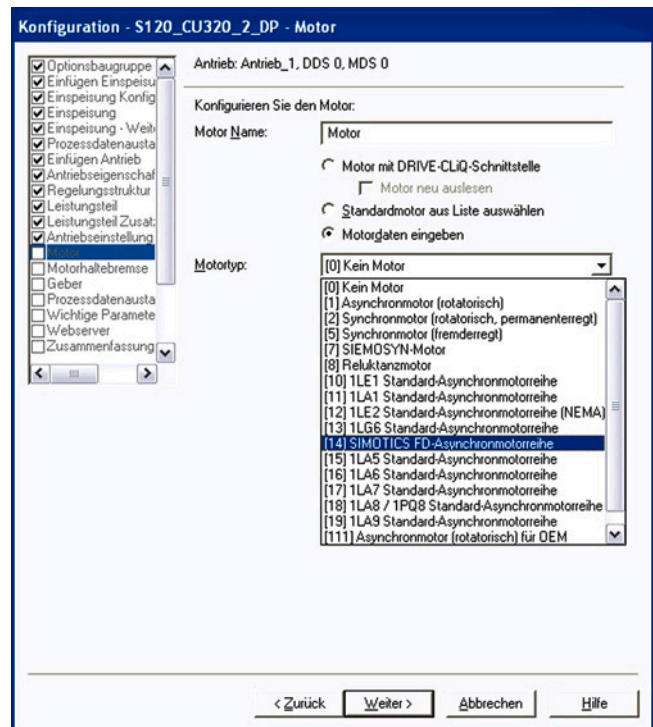 Konfiguration - S120_CU320_2_DP - Motor
Optionsbaugruppe
Einfügen Einspeisu
Einspeisung Konfig
Einspeisung
Einspeisung - Weit
Prozessdatenausta
Einfügen Antrieb
Antriebseigenschaf
Regelungsstruktur
Leistungsteil
Leistungsteil Zusat:
Antriebseinstellung
Motor
Motorhaltebremse
Geber
Prozessdatenausta
Wichtige Paramete
Webserver
Zusammenfassung
Antrieb: Antrieb_1, DDS 0, MDS 0
Konfigurieren Sie den Motor:
Motor Name:
Motor
Motor mit DRIVE-CLiQ-Schnittstelle
Motor neu auslesen
Standardmotor aus Liste auswählen
Motordaten eingeben
Motortyp:
[0] Kein Motor
[0] Kein Motor
[1] Asynchronmotor (rotatorisch)
[2] Synchronmotor (rotatorisch, permanenterregt)
[5] Synchronmotor (fremderregt)
[7] SIEMOSYN-Motor
[8] Reluktanzmotor
[10] 1LE1 Standard-Asynchronmotorreihe
[11] 1LA1 Standard-Asynchronmotorreihe
[12] 1LE2 Standard-Asynchronmotorreihe (NEMA)
[13] 1LG6 Standard-Asynchronmotorreihe
[14] SIMOTICS FD-Asynchronmotorreihe
[15] 1LA5 Standard-Asynchronmotorreihe
[16] 1LA6 Standard-Asynchronmotorreihe
[17] 1LA7 Standard-Asynchronmotorreihe
[18] 1LA8 / 1PQ8 Standard-Asynchronmotorreihe
[19] 1LA9 Standard-Asynchronmotorreihe
[111] Asynchronmotor (rotatorisch) für OEM
< Zurück
Weiter >
Abbrechen
Hilfe